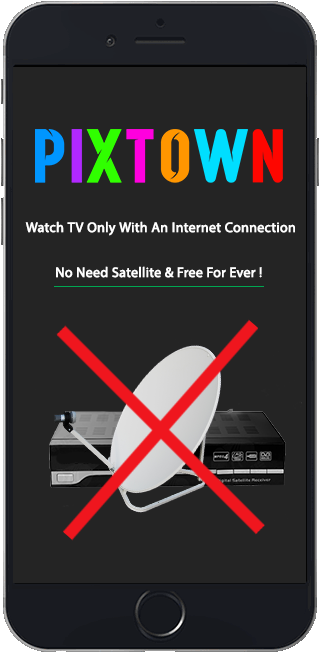 PIXTOWN
Watch TV Only With An Internet Connection
No Need Satellite & Free For Ever !
Digital Satellite Receiver